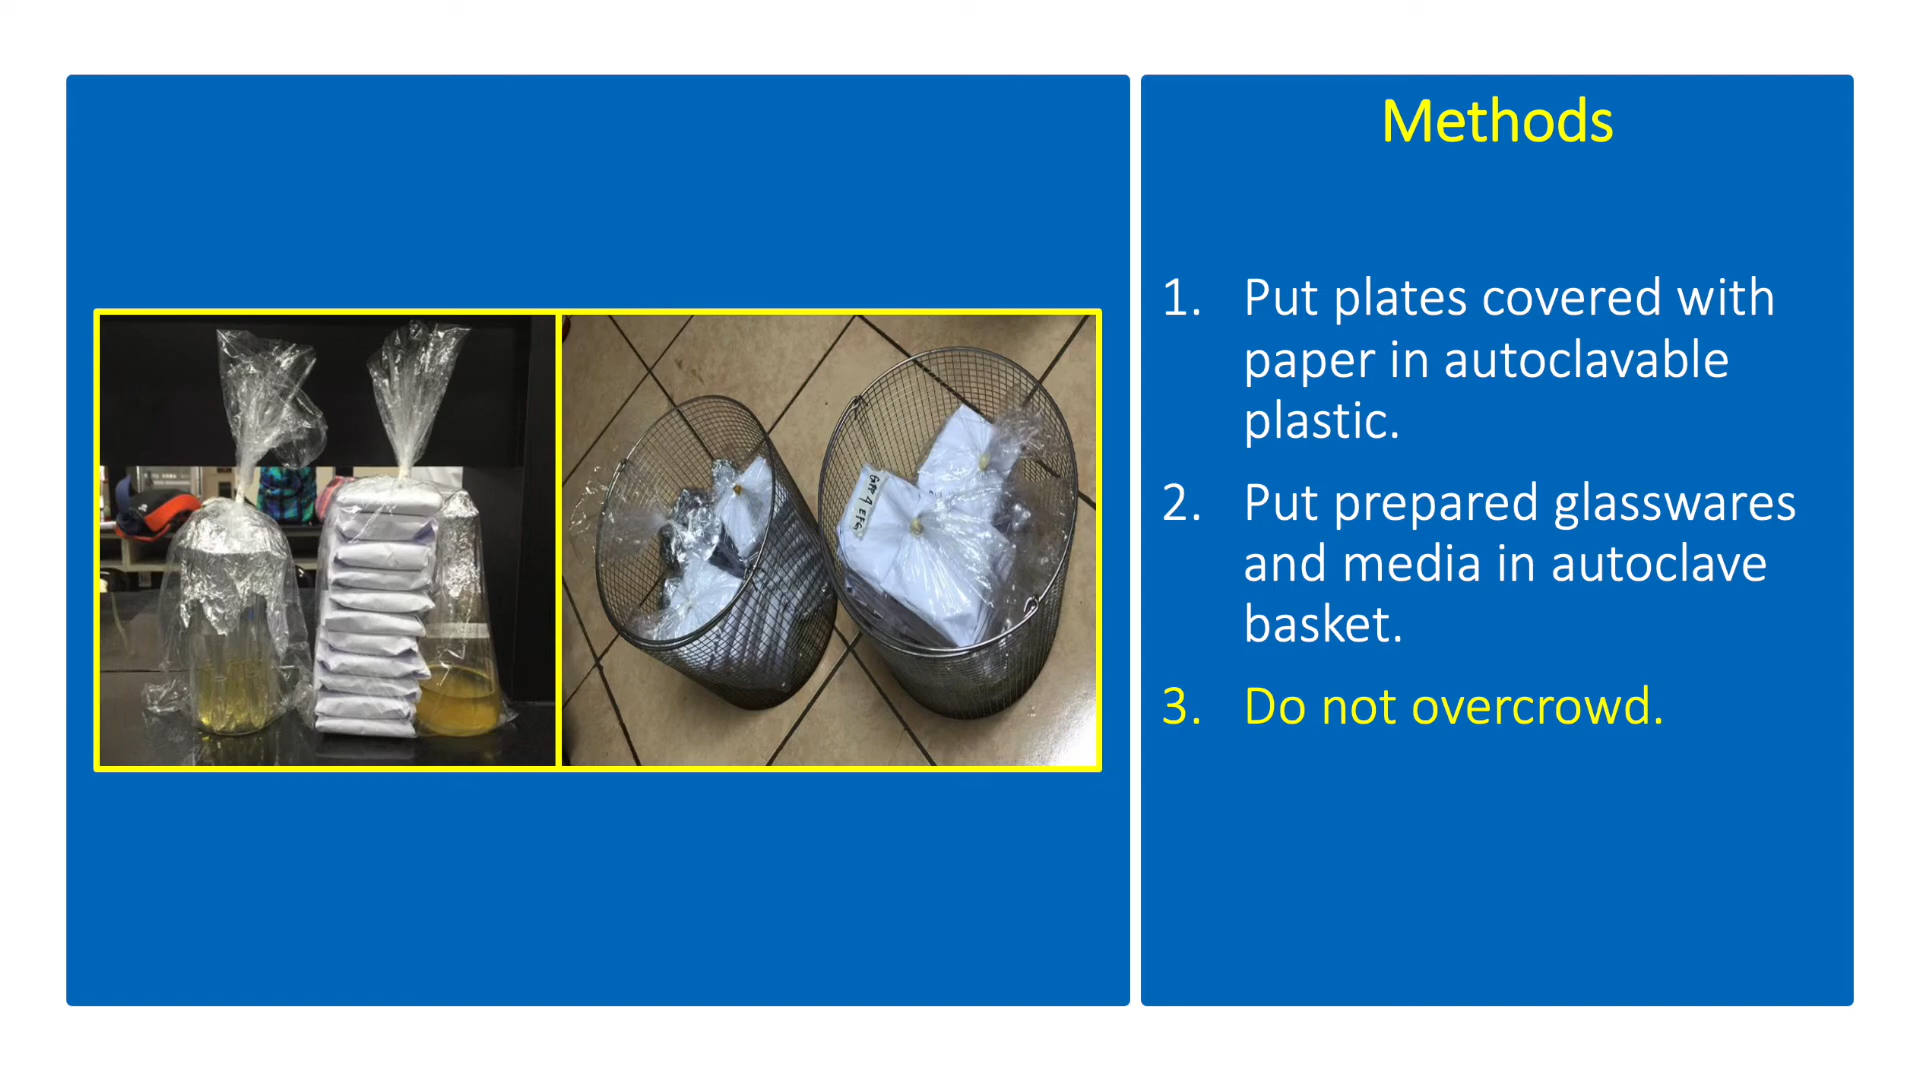 Methods
1. Put plates covered with
paper in autoclavable
plastic.
2. Put prepared glasswares
and media in autoclave
basket.
3. Do not overcrowd.